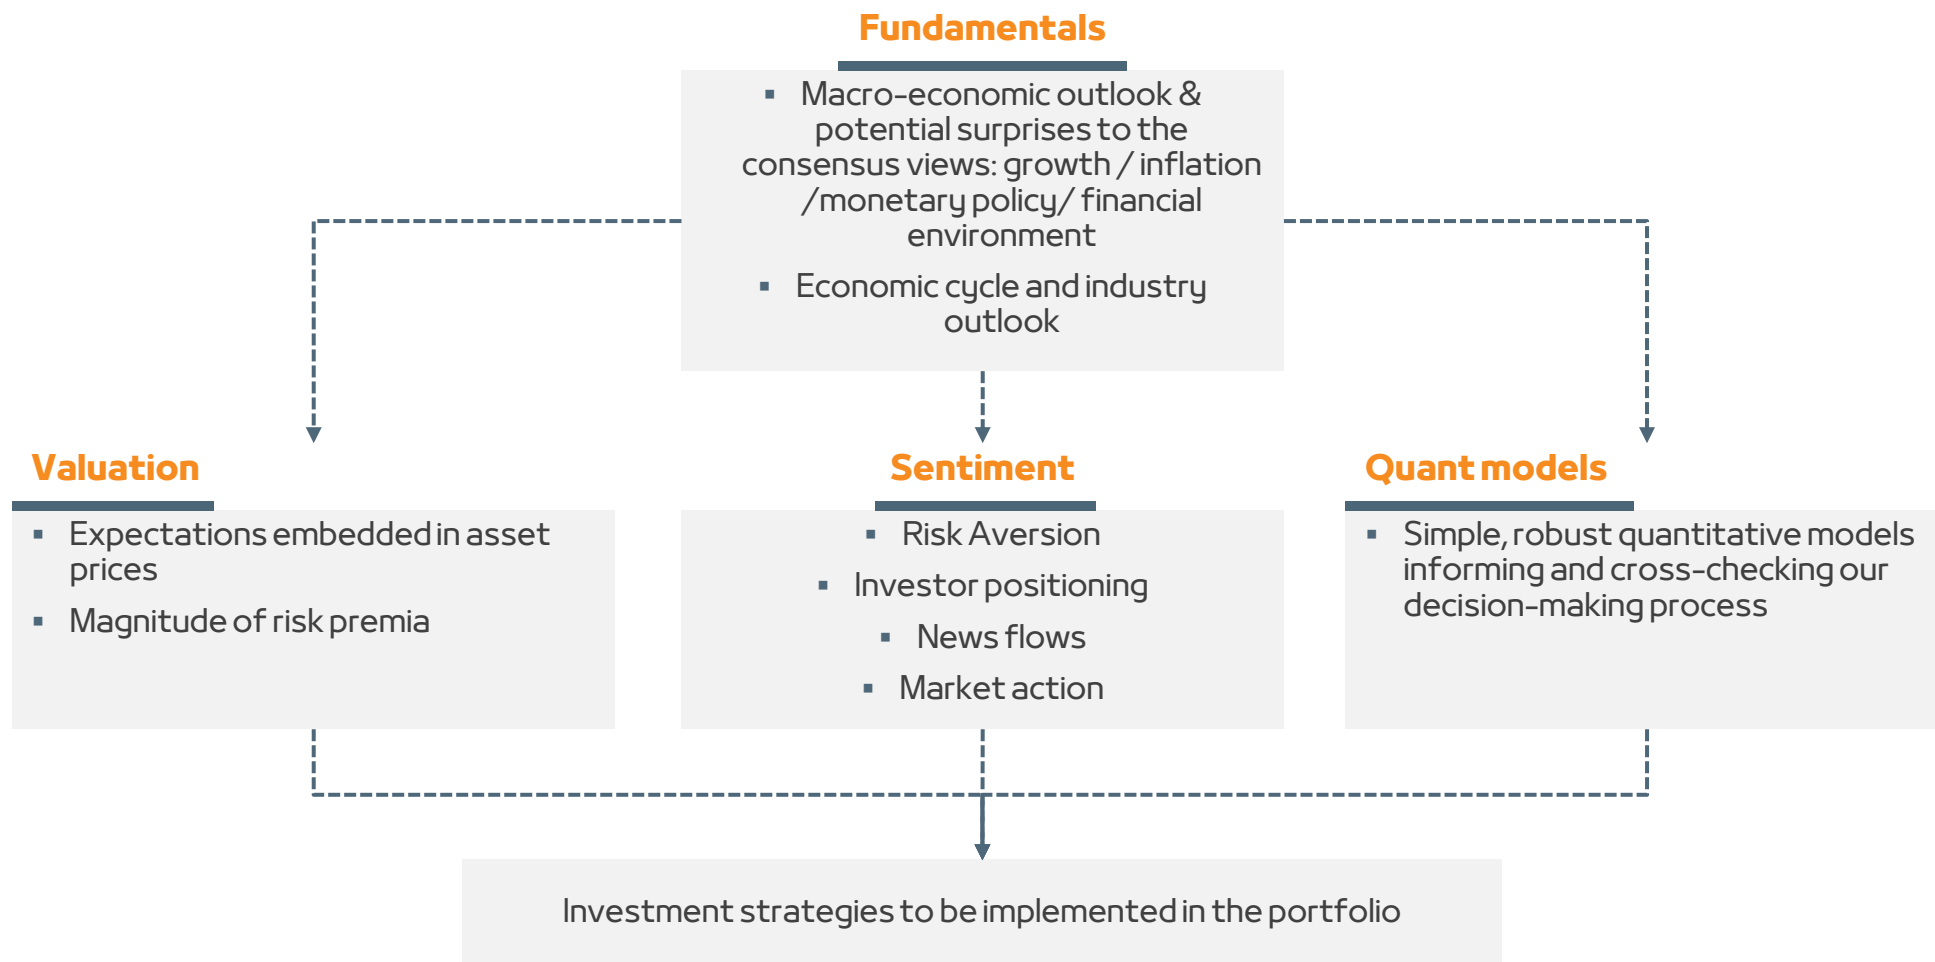 Fundamentals
▪ Macro-economic outlook &
potential surprises to the
consensus views: growth / inflation
/monetary policy/ financial
environment
▪ Economic cycle and industry
outlook
Valuation
▪ Expectations embedded in asset
prices
▪ Magnitude of risk premia
Sentiment
▪ Risk Aversion
▪ Investor positioning
▪ News flows
▪ Market action
Quant models
▪ Simple, robust quantitative models
informing and cross-checking our
decision-making process
Investment strategies to be implemented in the portfolio